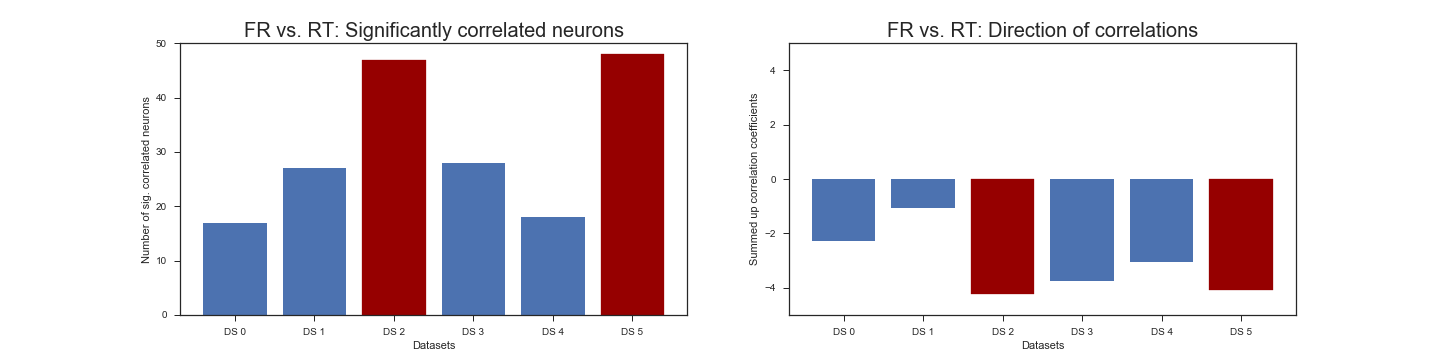 FR vs. RT: Significantly correlated neurons
50
40
30
20
10
0
Number of sig. correlated neurons
DS 0 DS 1 DS 2 DS 3 DS 4 DS 5
Datasets
FR vs. RT: Direction of correlations
4
2
0
−2
−4
Summed up correlation coefficients
DS 0 DS 1 DS 2 DS 3 DS 4 DS 5
Datasets